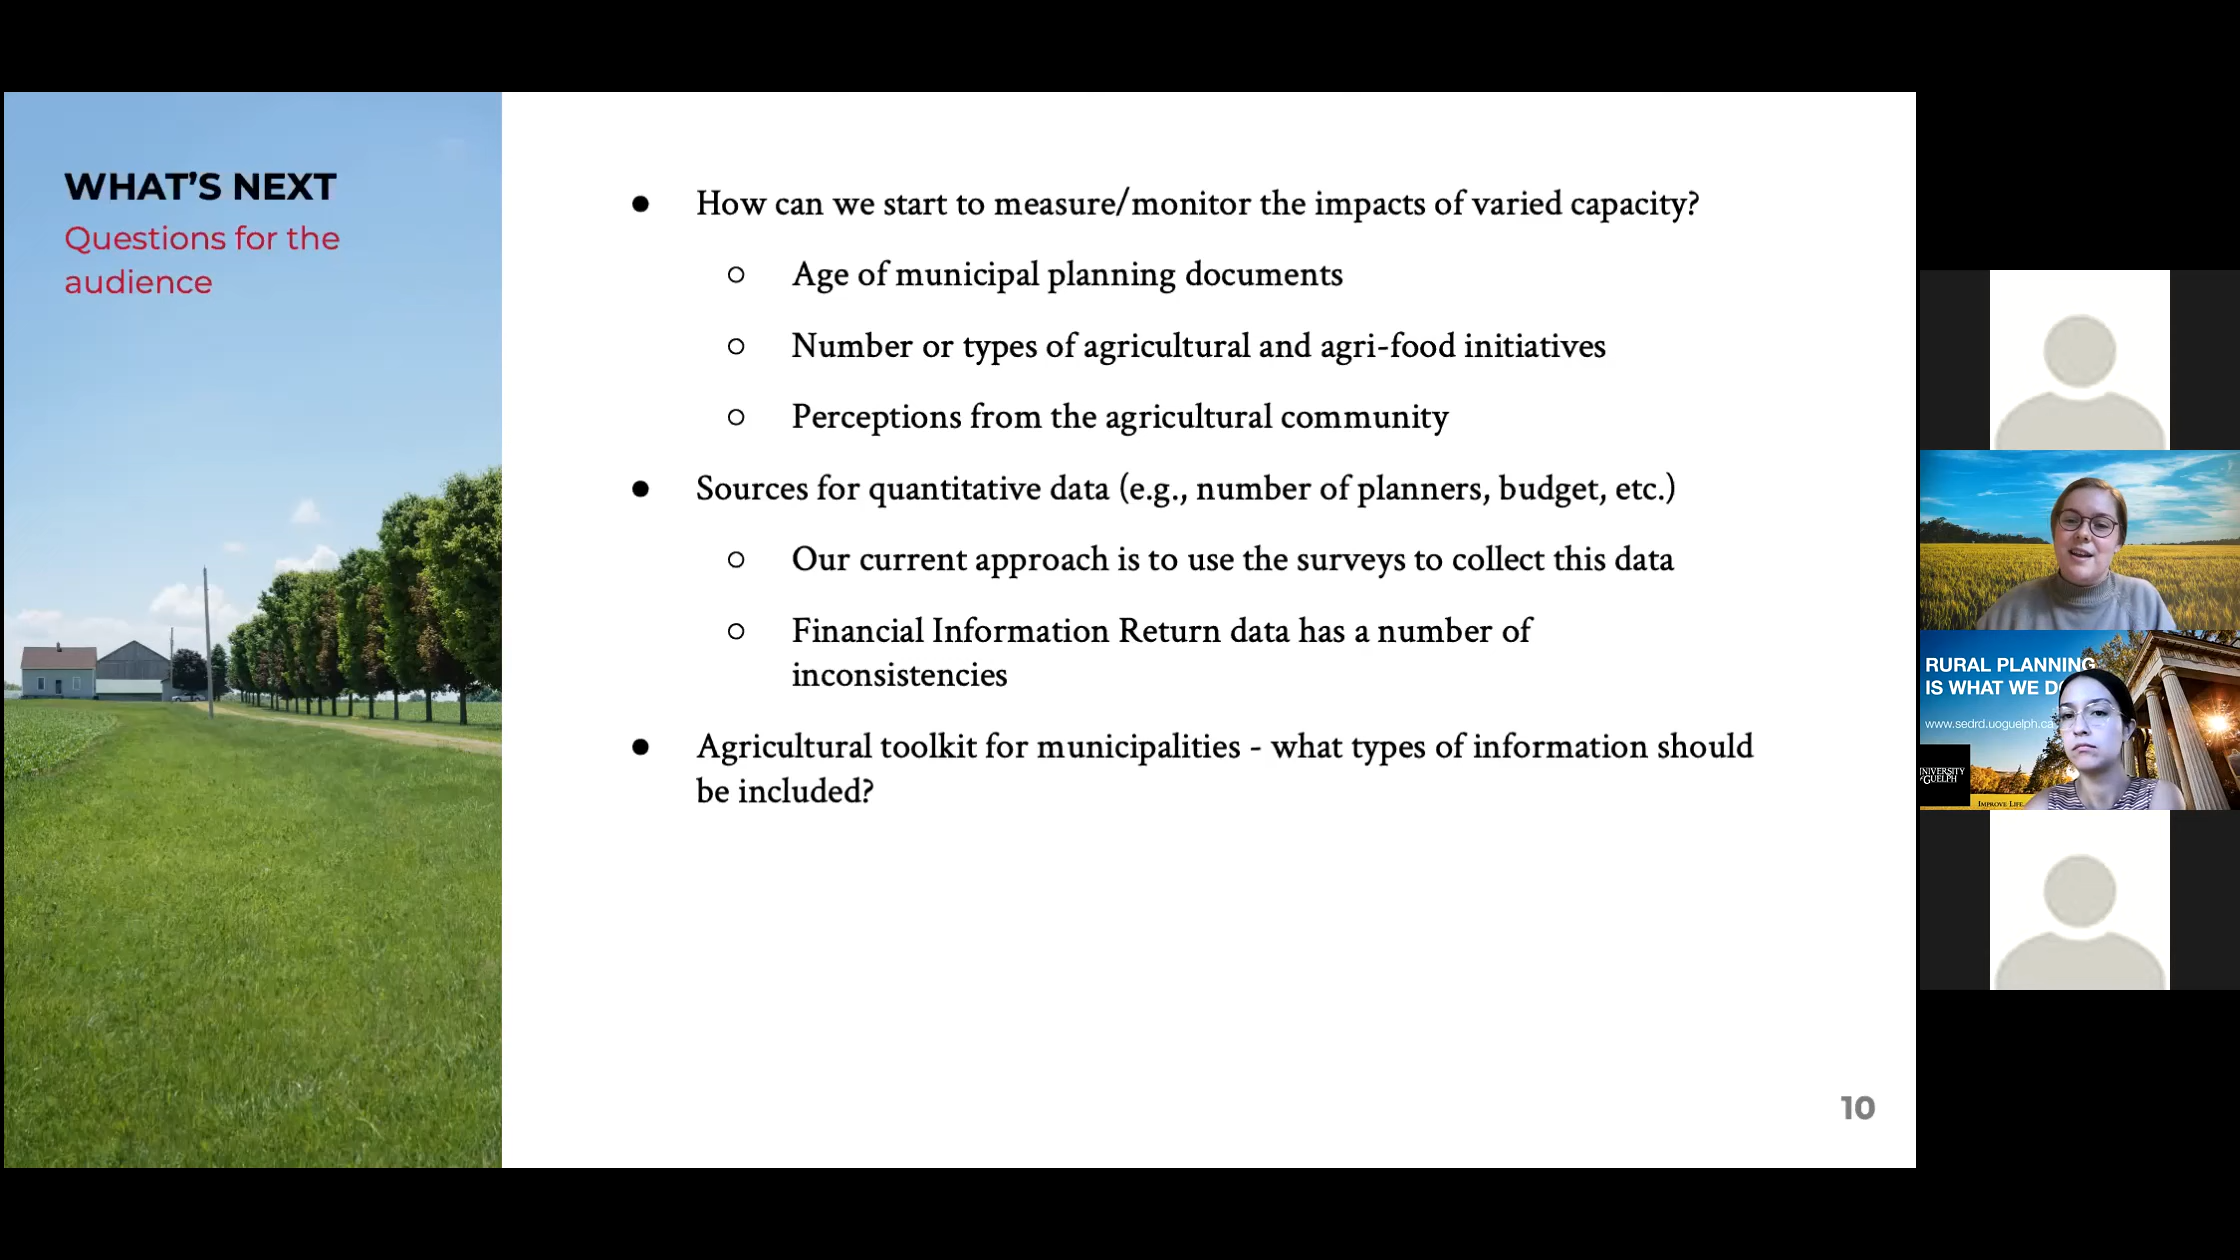 WHAT'S NEXT
Questions for the
audience
● How can we start to measure/monitor the impacts of varied capacity?
○ Age of municipal planning documents
○ Number or types of agricultural and agri-food initiatives
○ Perceptions from the agricultural community
● Sources for quantitative data (e.g., number of planners, budget, etc.)
○ Our current approach is to use the surveys to collect this data
○ Financial Information Return data has a number of
inconsistencies
● Agricultural toolkit for municipalities - what types of information should
be included?
10
RURAL PLANNING
IS WHAT WE DO
www.sedrd.uoguelph.ca
UNIVERSITY
OF GUELPH
IMPROVE LIFE.